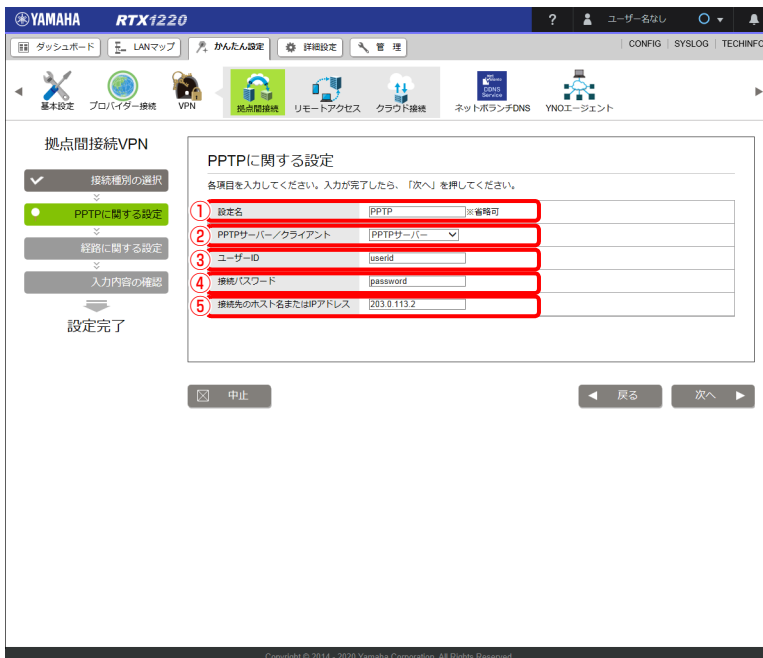 YAMAHA RTX1220 ? ユーザー名なし
ダッシュボード LANマップ かんたん設定 詳細設定 管 理 CONFIG SYSLOG TECHINFO
基本設定 プロバイダー接続 VPN 拠点間接続 リモートアクセス クラウド接続 DDNS Service ネットボランチDNS YNOエージェント
拠点間接続VPN
接続種別の選択
PPTPに関する設定
経路に関する設定
入力内容の確認
設定完了
PPTPに関する設定
各項目を入力してください。入力が完了したら、「次へ」を押してください。
① 設定名 PPTP ※省略可
② PPTPサーバー／クライアント PPTPサーバー
③ ユーザーID userid
④ 接続パスワード password
⑤ 接続先のホスト名またはIPアドレス 203.0.113.2
中止 戻る 次へ
Copyright © 2014 - 2020 Yamaha Corporation. All Rights Reserved.